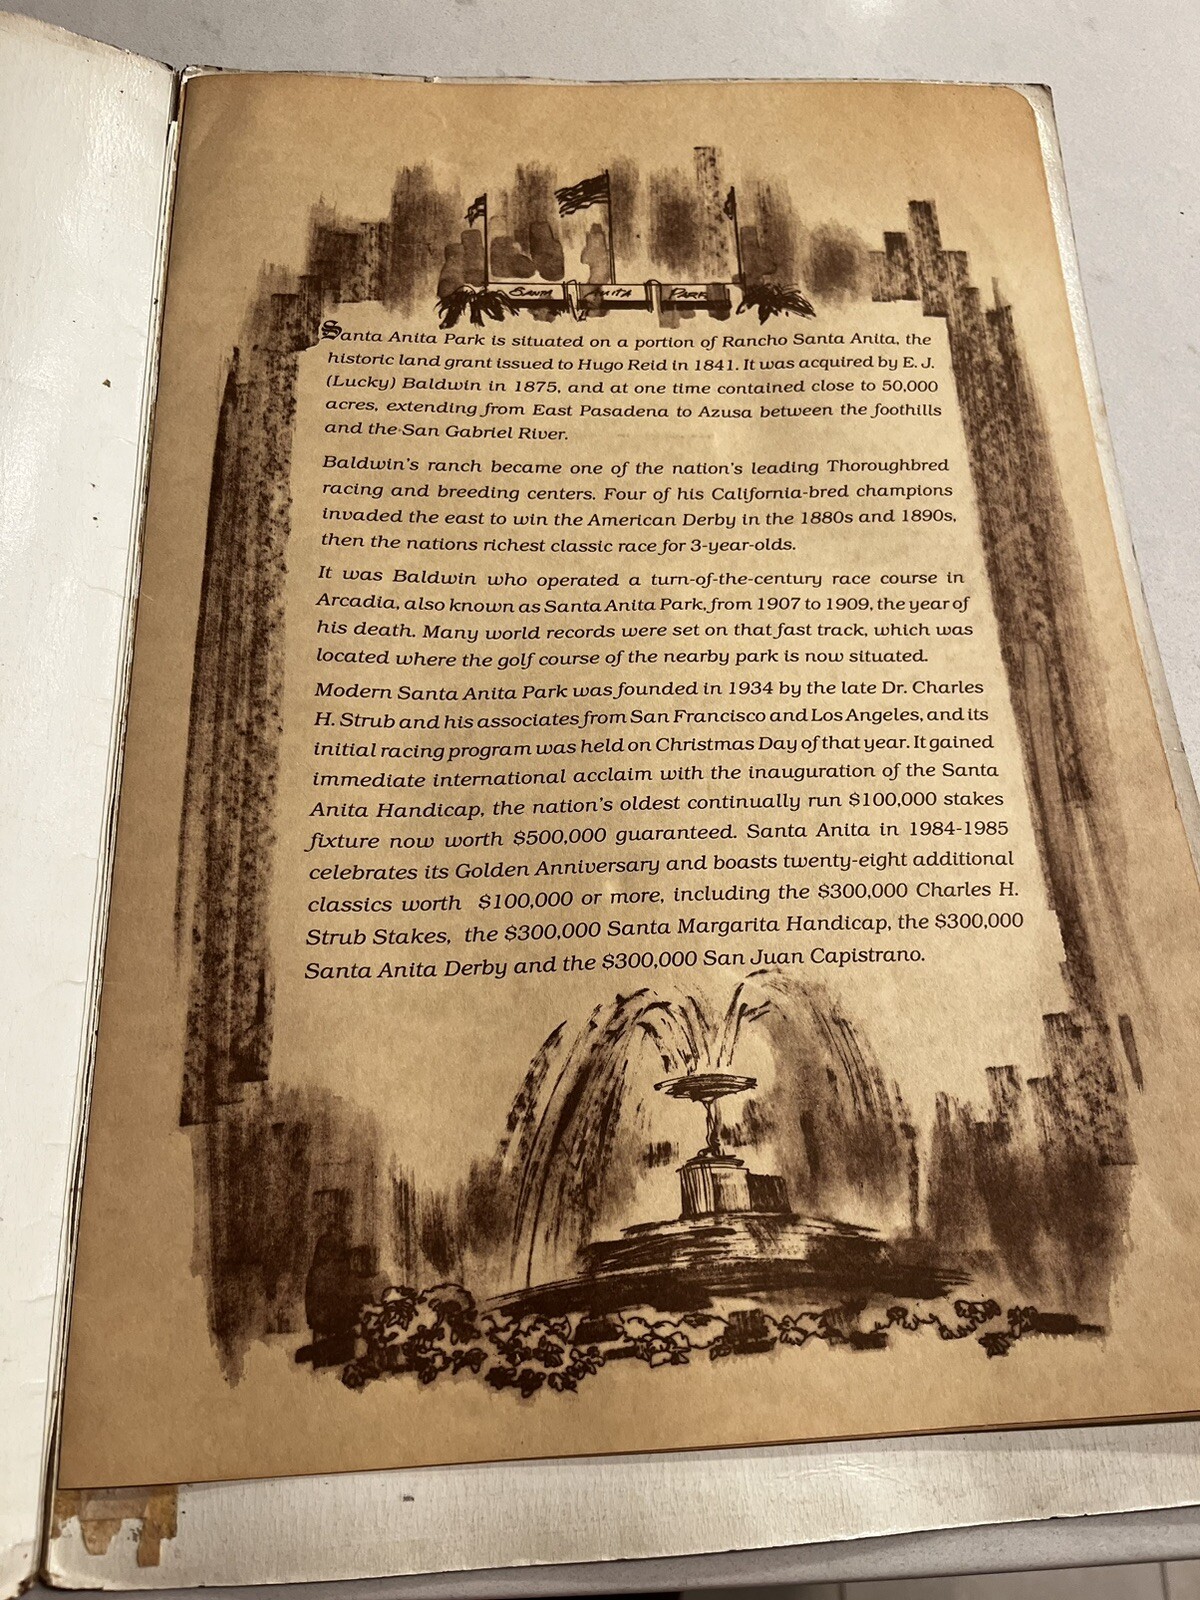 Santa Anita Park
Santa Anita Park is situated on a portion of Rancho Santa Anita, the
historic land grant issued to Hugo Reid in 1841. It was acquired by E. J.
(Lucky) Baldwin in 1875, and at one time contained close to 50,000
acres, extending from East Pasadena to Azusa between the foothills
and the San Gabriel River.
Baldwin's ranch became one of the nation's leading Thoroughbred
racing and breeding centers. Four of his California-bred champions
invaded the east to win the American Derby in the 1880s and 1890s,
then the nations richest classic race for 3-year-olds.
It was Baldwin who operated a turn-of-the-century race course in
Arcadia, also known as Santa Anita Park, from 1907 to 1909, the year of
his death. Many world records were set on that fast track, which was
located where the golf course of the nearby park is now situated.
Modern Santa Anita Park was founded in 1934 by the late Dr. Charles
H. Strub and his associates from San Francisco and Los Angeles, and its
initial racing program was held on Christmas Day of that year. It gained
immediate international acclaim with the inauguration of the Santa
Anita Handicap, the nation's oldest continually run $100,000 stakes
fixture now worth $500,000 guaranteed. Santa Anita in 1984-1985
celebrates its Golden Anniversary and boasts twenty-eight additional
classics worth $100,000 or more, including the $300,000 Charles H.
Strub Stakes, the $300,000 Santa Margarita Handicap, the $300,000
Santa Anita Derby and the $300,000 San Juan Capistrano.